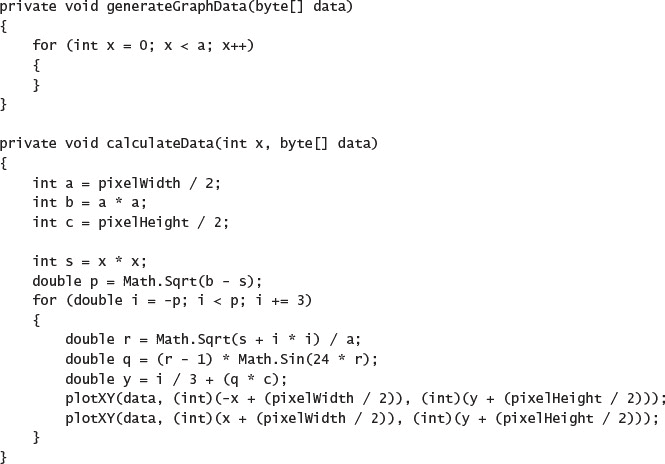 private void generateGraphData(byte[] data)
{
    for (int x = 0; x < a; x++)
    {
    }
}

private void calculateData(int x, byte[] data)
{
    int a = pixelWidth / 2;
    int b = a * a;
    int c = pixelHeight / 2;

    int s = x * x;
    double p = Math.Sqrt(b - s);
    for (double i = -p; i < p; i += 3)
    {
        double r = Math.Sqrt(s + i * i) / a;
        double q = (r - 1) * Math.Sin(24 * r);
        double y = i / 3 + (q * c);
        plotXY(data, (int)(-x + (pixelWidth / 2)), (int)(y + (pixelHeight / 2)));
        plotXY(data, (int)(x + (pixelWidth / 2)), (int)(y + (pixelHeight / 2)));
    }
}